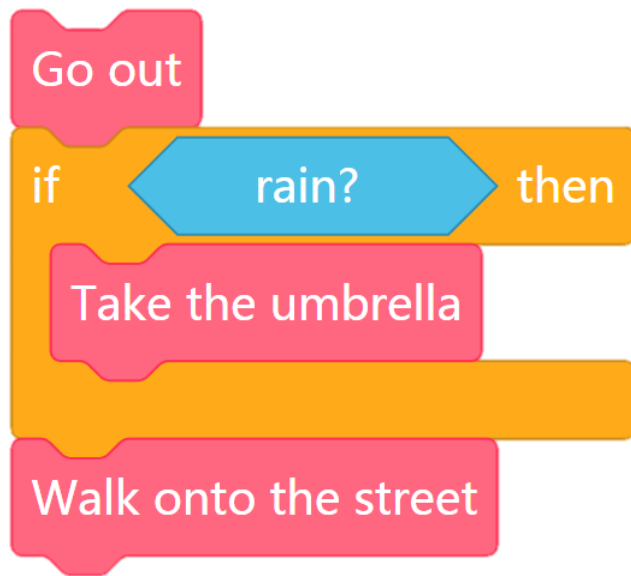 Go out
if rain? then
Take the umbrella
Walk onto the street